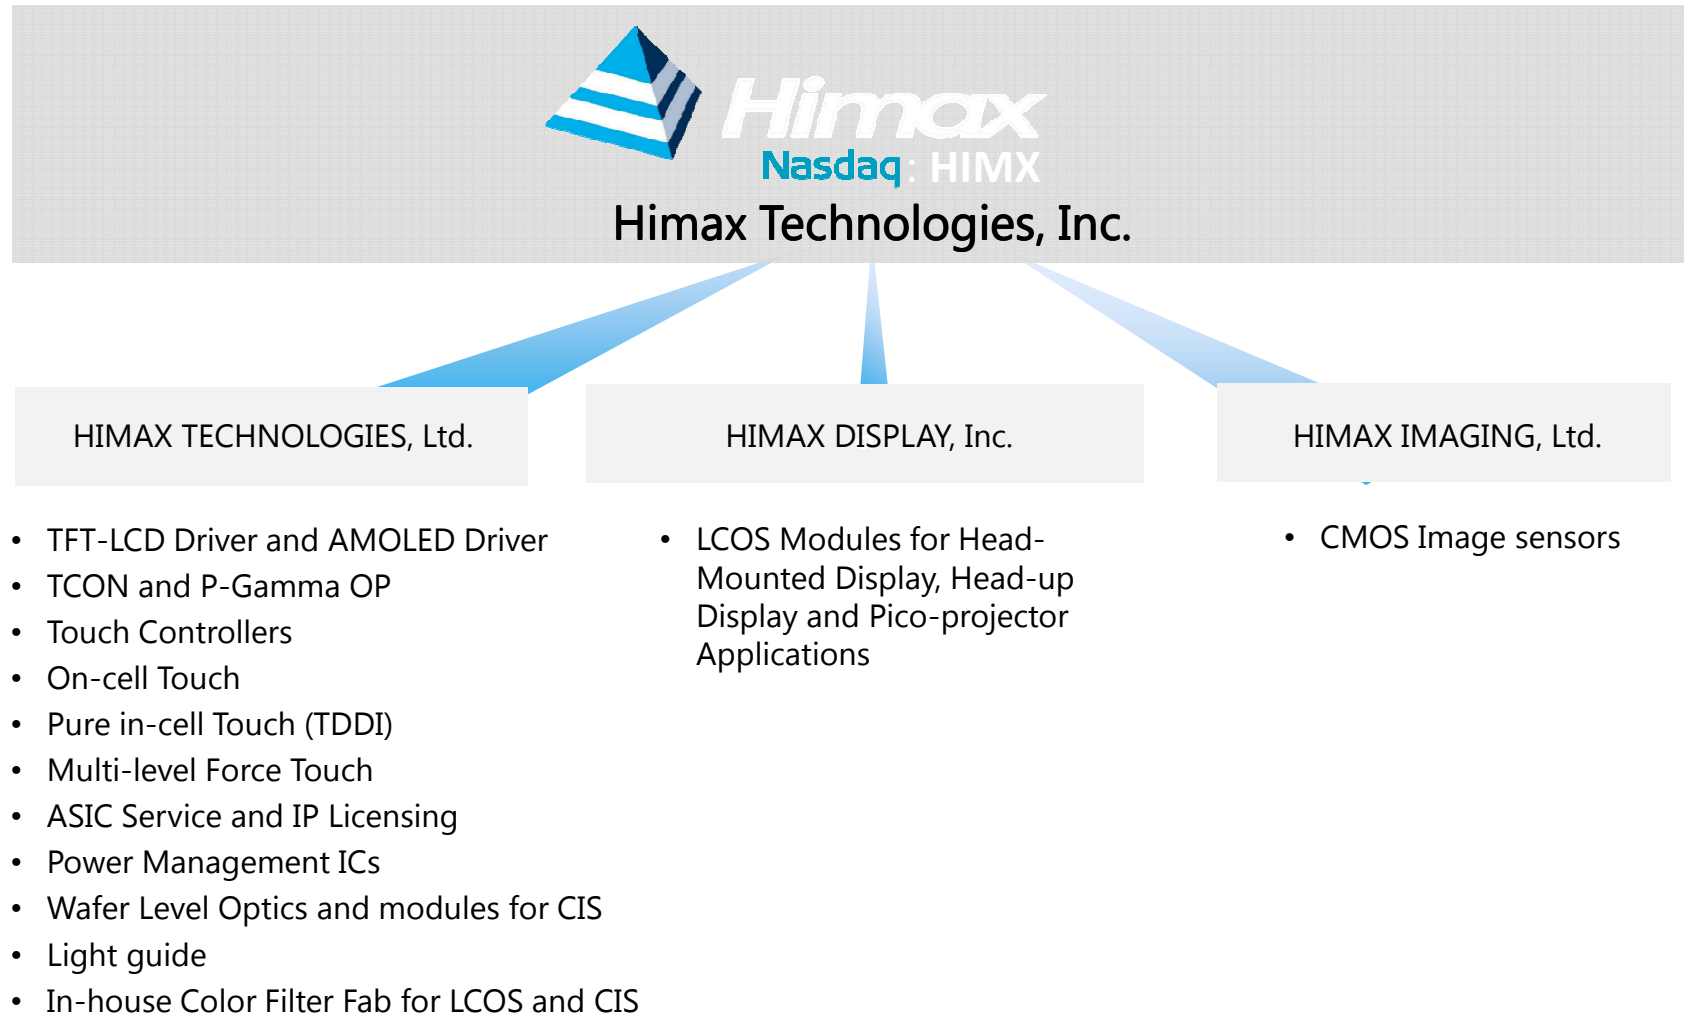 Himax
Nasdaq: HIMX
Himax Technologies, Inc.
HIMAX TECHNOLOGIES, Ltd.
• TFT-LCD Driver and AMOLED Driver
• TCON and P-Gamma OP
• Touch Controllers
• On-cell Touch
• Pure in-cell Touch (TDDI)
• Multi-level Force Touch
• ASIC Service and IP Licensing
• Power Management ICs
• Wafer Level Optics and modules for CIS
• Light guide
• In-house Color Filter Fab for LCOS and CIS
HIMAX DISPLAY, Inc.
• LCOS Modules for Head-
Mounted Display, Head-up
Display and Pico-projector
Applications
HIMAX IMAGING, Ltd.
• CMOS Image sensors